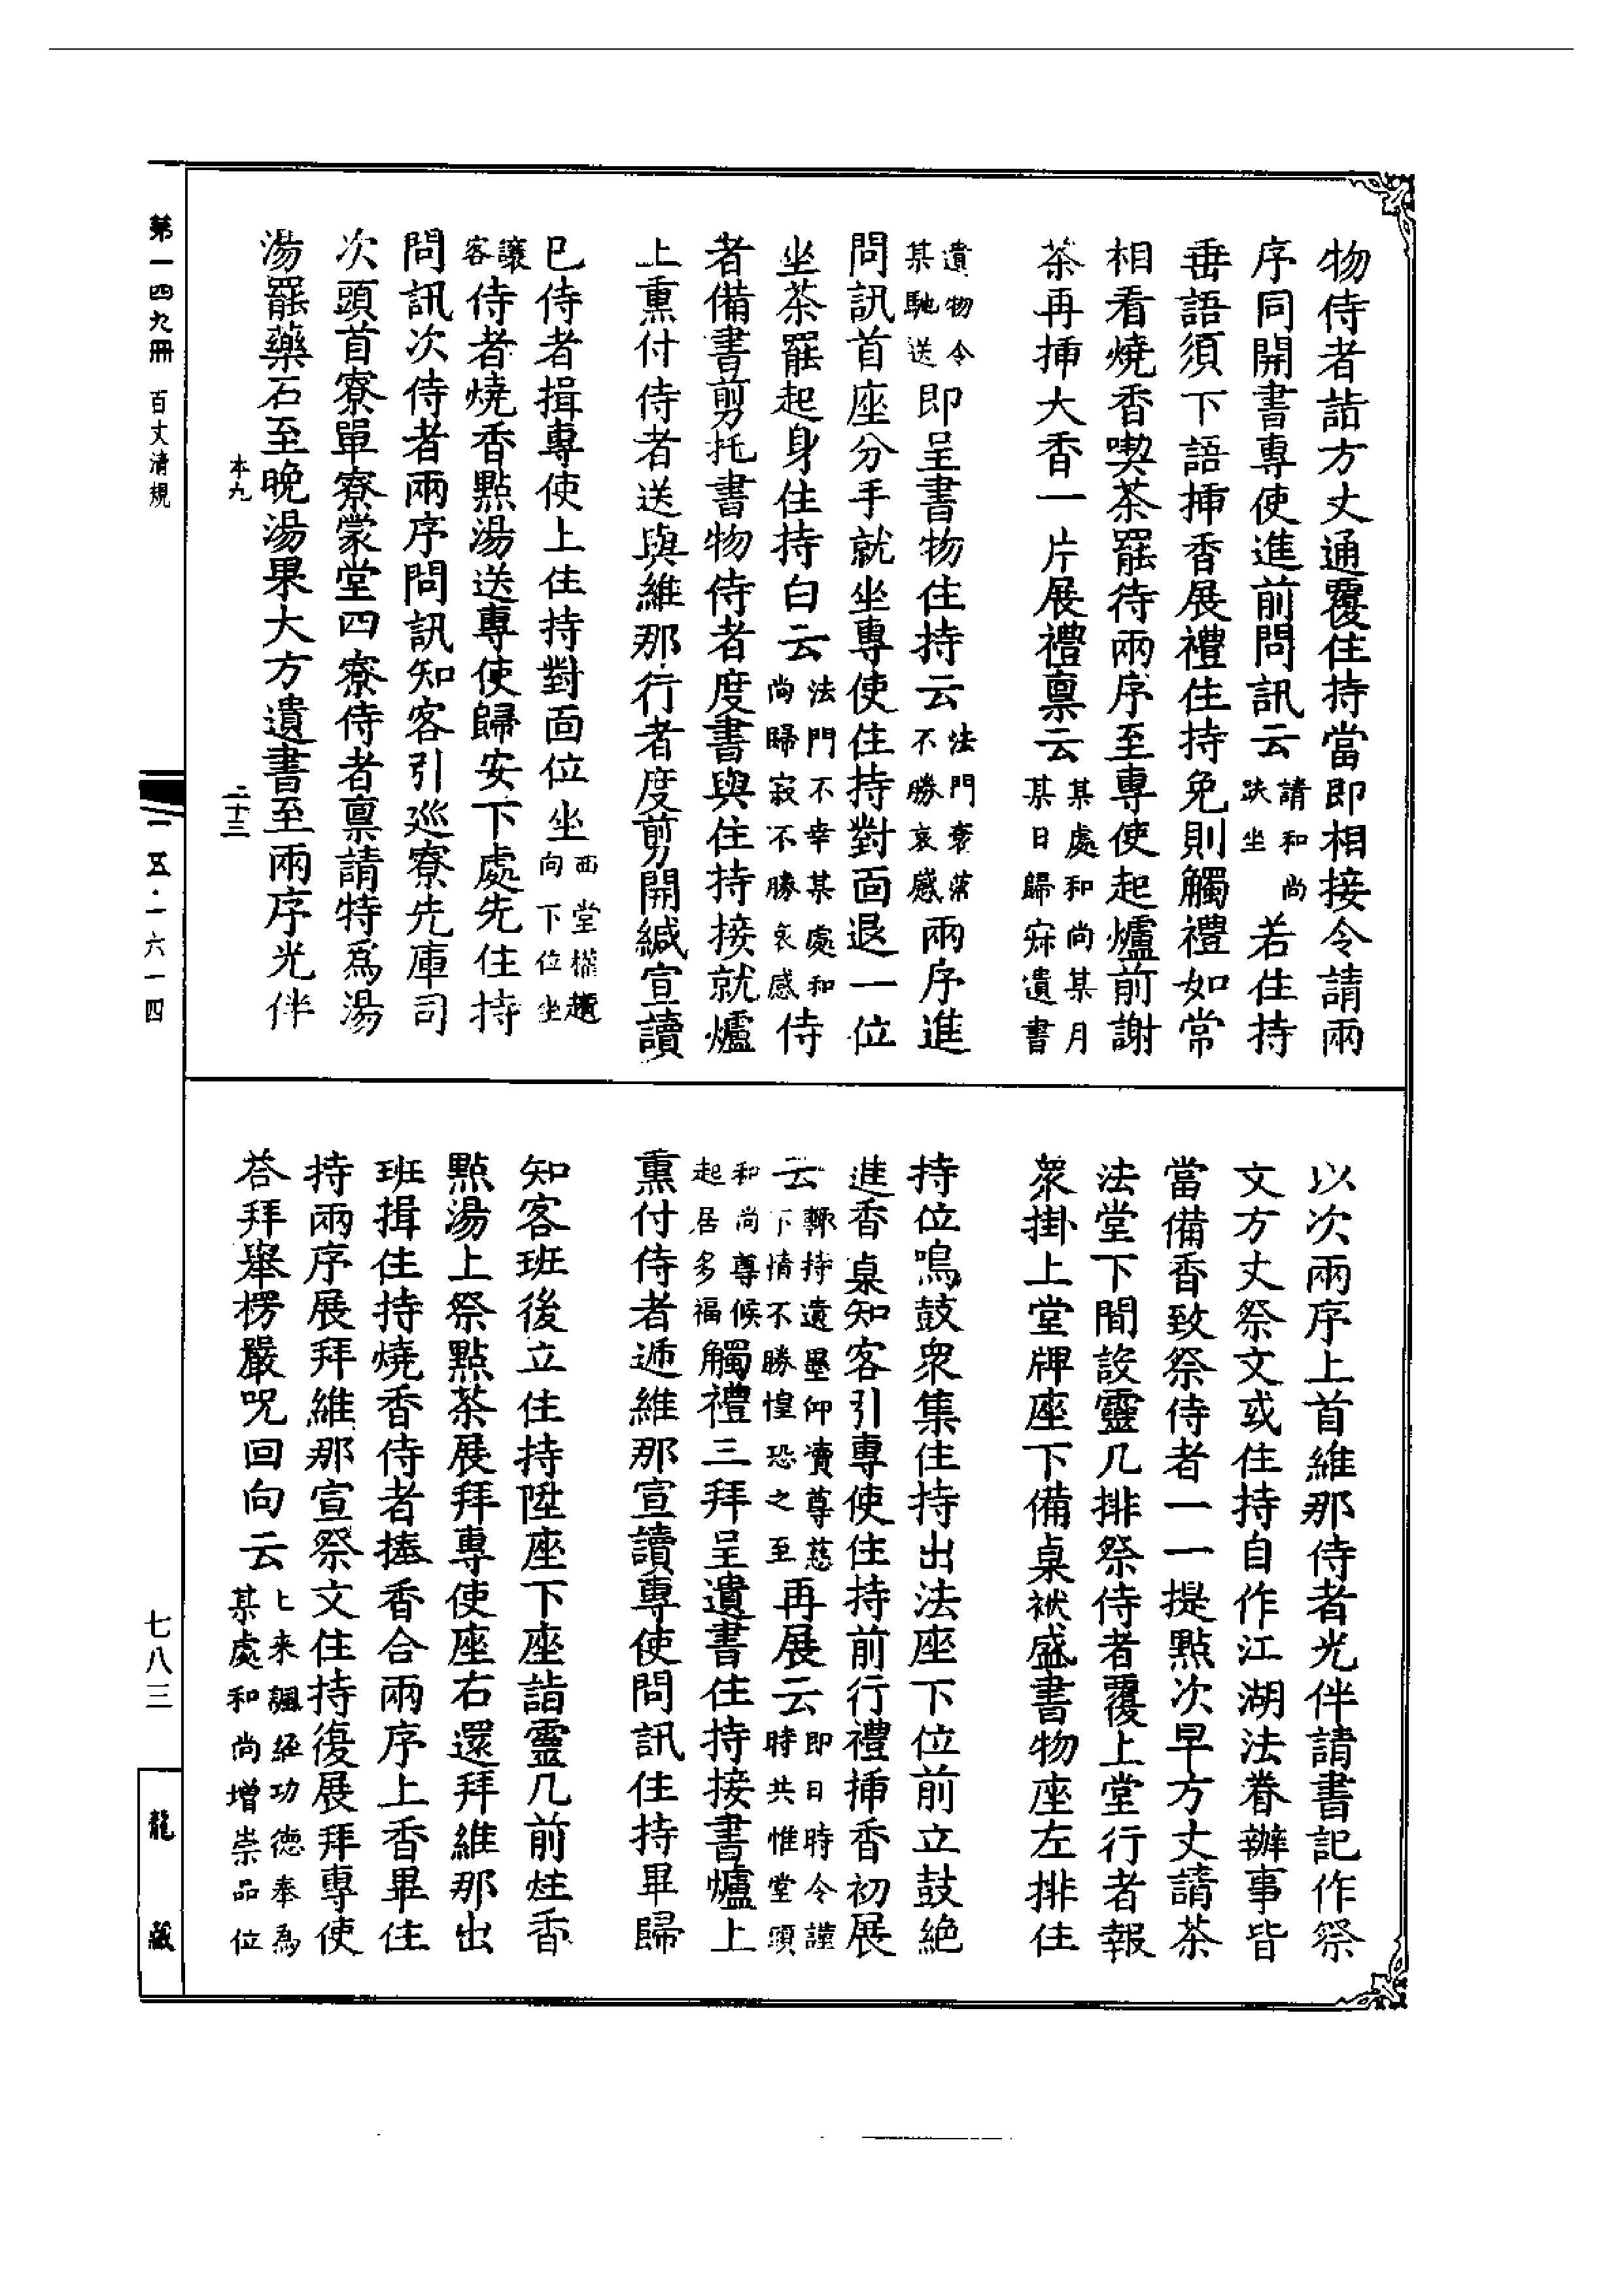 物侍者詣方丈通覆住持當即相接令請兩
序同開書專使進前問訊云請和尚趺坐若住持
垂語須下語揷香展禮住持免則觸禮如常
相看燒香喫茶罷待兩序至專使起爐前謝
茶再揷大香一片展禮禀云某處和尚某月某日歸寂遺書
遺物令某馳送即呈書物住持云法門衰落不勝哀感兩序進
問訊首座分手就坐專使住持對面退一位
坐茶罷起身住持白云法門不幸某處和尚歸寂不勝哀感侍
者備書剪托書物侍者度書與住持接就爐
上熏付侍者送與維那行者度剪開緘宣讀
已侍者揖專使上住持對面位坐西堂權趲向下位坐
讓客侍者燒香點湯送專使歸安下處先住持
問訊次侍者兩序問訊知客引巡寮先庫司
次頭首寮單寮蒙堂四寮侍者禀請特爲湯
湯罷藥石至晚湯果大方遺書至兩序光伴
本九
二十三
以次兩序上首維那侍者光伴請書記作祭
文方丈祭文或住持自作江湖法眷辦事皆
當備香致祭侍者一一提點次早方丈請茶
法堂下間設靈几排祭侍者覆上堂行者報
衆掛上堂牌座下備桌袱盛書物座左排住
持位鳴鼓衆集住持出法座下位前立鼓絶
進香桌知客引專使住持前行禮揷香初展
云輙持遺墨仰瀆尊慈下情不勝惶恐之至再展云即日時令謹時共惟堂頭
和尚尊候起居多福觸禮三拜呈遺書住持接書爐上
熏付侍者遞維那宣讀專使問訊住持畢歸
知客班後立住持陞座下座詣靈几前炷香
點湯上祭點茶展拜專使座右還拜維那出
班揖住持燒香侍者捧香合兩序上香畢住
持兩序展拜維那宣祭文住持復展拜專使
荅拜舉楞嚴呪回向云上来諷経功德奉為某處和尚增崇品位
第一四九冊 百丈清規
一五·一六一四
七八三
龍藏